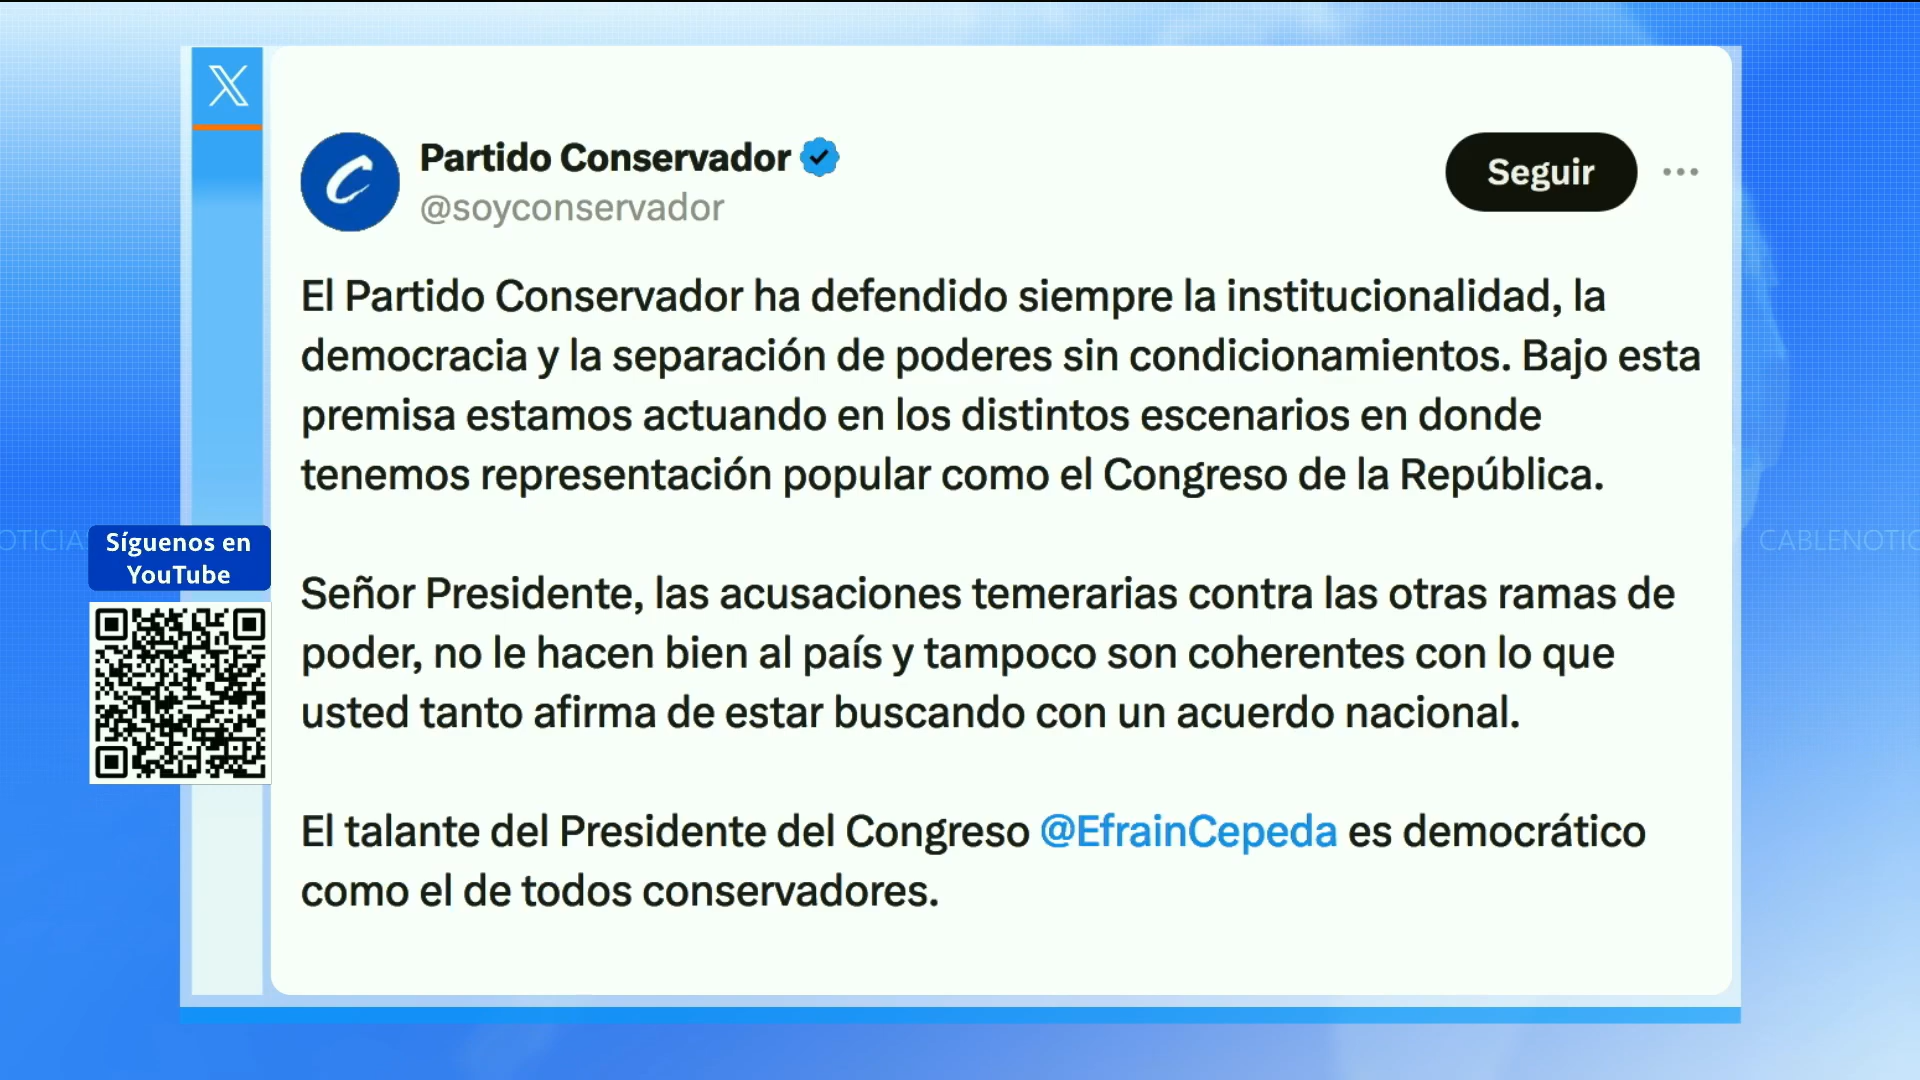 Partido Conservador
@soyconservador
Seguir
El Partido Conservador ha defendido siempre la institucionalidad, la
democracia y la separación de poderes sin condicionamientos. Bajo esta
premisa estamos actuando en los distintos escenarios en donde
tenemos representación popular como el Congreso de la República.
Señor Presidente, las acusaciones temerarias contra las otras ramas de
poder, no le hacen bien al país y tampoco son coherentes con lo que
usted tanto afirma de estar buscando con un acuerdo nacional.
El talante del Presidente del Congreso @EfrainCepeda es democrático
como el de todos conservadores.
Síguenos en
YouTube
OTICIAS
CABLENOTIC